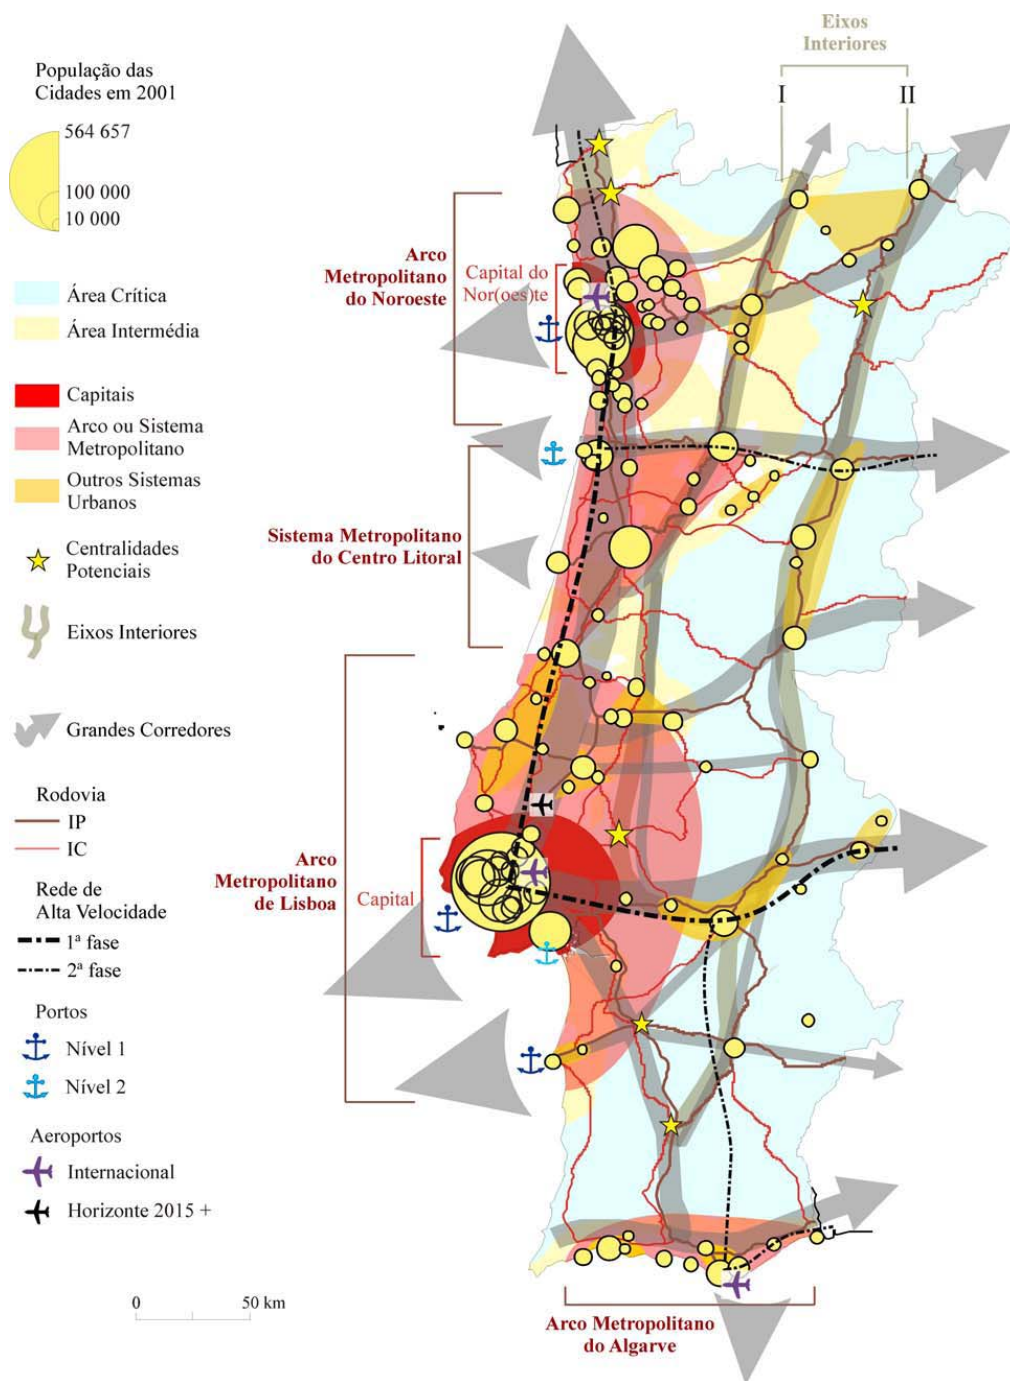 População das
Cidades em 2001
564 657
100 000
10 000
Área Crítica
Área Intermédia
Capitais
Arco ou Sistema
Metropolitano
Outros Sistemas
Urbanos
Centralidades
Potenciais
Eixos Interiores
Grandes Corredores
Rodovia
IP
IC
Rede de
Alta Velocidade
1ª fase
2ª fase
Portos
Nível 1
Nível 2
Aeroportos
Internacional
Horizonte 2015 +
0
50 km
Eixos
Interiores
I
II
Arco
Metropolitano
do Noroeste
Capital do
Nor(oes)te
Sistema Metropolitano
do Centro Litoral
Arco
Metropolitano
de Lisboa
Capital
Arco Metropolitano
do Algarve